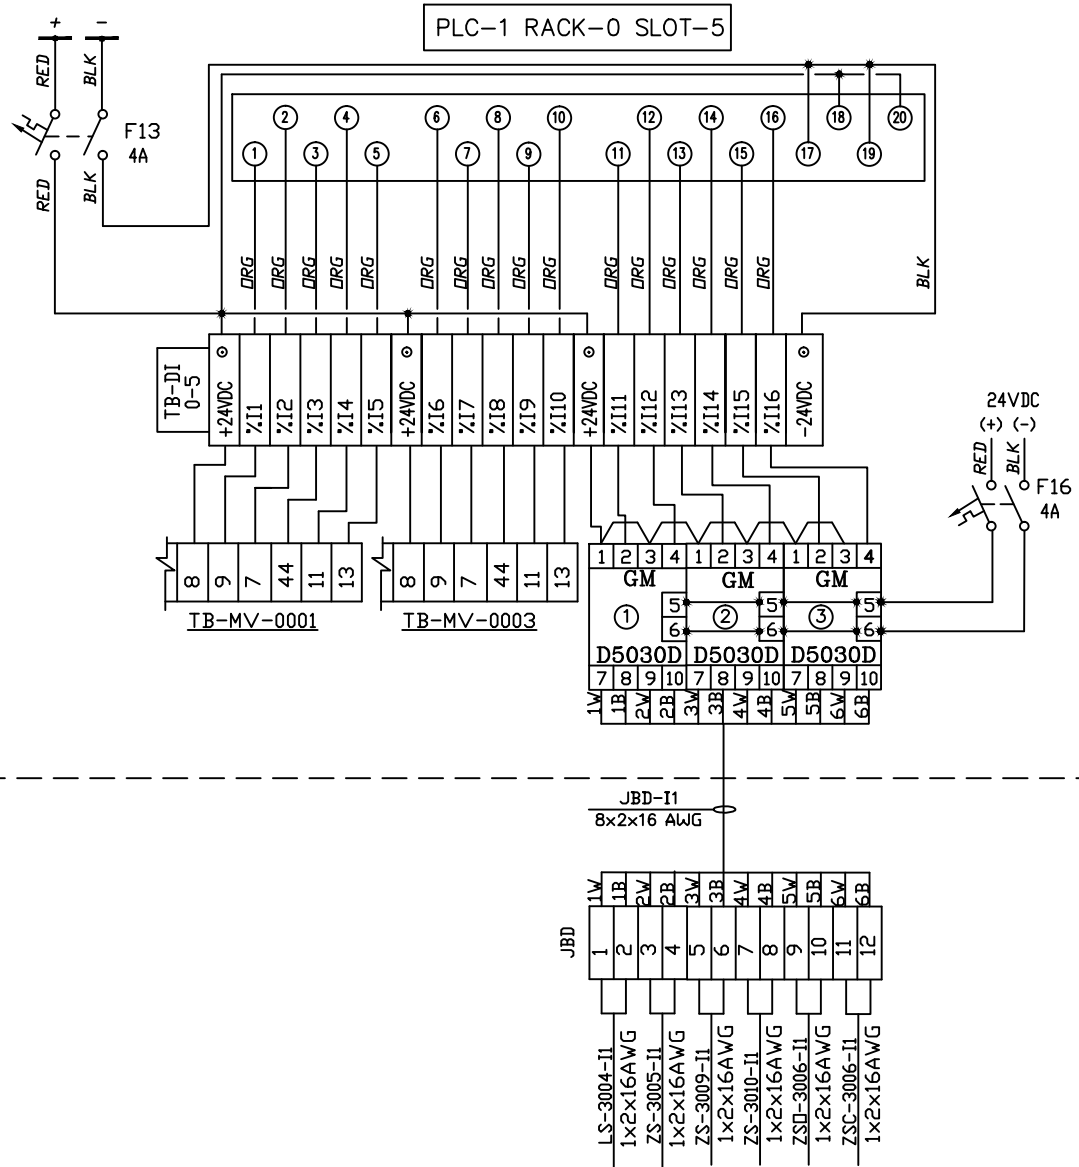 PLC-1 RACK-0 SLOT-5
+ -
RED BLK
F13
4A
RED BLK
2 4 6 8 10 12 14 16 18 20
1 3 5 7 9 11 13 15 17 19
ORG ORG ORG ORG ORG ORG ORG ORG ORG ORG ORG ORG ORG ORG ORG ORG BLK
TB-DI
0-5
+24VDC %I1 %I2 %I3 %I4 %I5 +24VDC %I6 %I7 %I8 %I9 %I10 +24VDC %I11 %I12 %I13 %I14 %I15 %I16 -24VDC
24VDC
(+) (-)
RED BLK
F16
4A
8 9 7 44 11 13
TB-MV-0001
8 9 7 44 11 13
TB-MV-0003
1 2 3 4 1 2 3 4 1 2 3 4
GM GM GM
5 5 5
1 2 3
6 6 6
D5030D D5030D D5030D
7 8 9 10 7 8 9 10 7 8 9 10
1W 1B 2W 2B 3W 3B 4W 4B 5W 5B 6W 6B
JBD-I1
8x2x16 AWG
1W 1B 2W 2B 3W 3B 4W 4B 5W 5B 6W 6B
JBD
1 2 3 4 5 6 7 8 9 10 11 12
LS-3004-I1
1x2x16AWG
ZS-3005-I1
1x2x16AWG
ZS-3009-I1
1x2x16AWG
ZS-3010-I1
1x2x16AWG
ZSO-3006-I1
1x2x16AWG
ZSC-3006-I1
1x2x16AWG